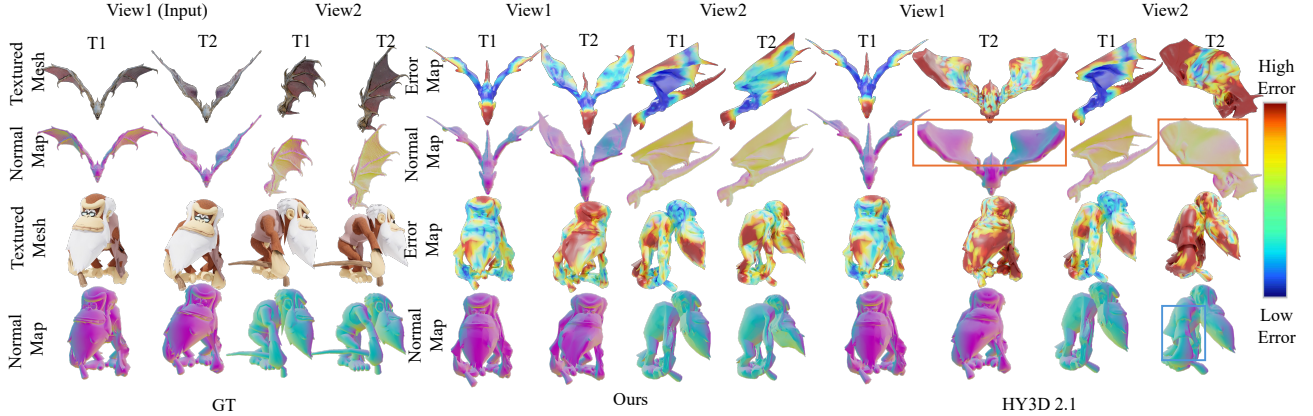 View1 (Input) View2 View1 View2 View1 View2
T1 T2 T1 T2 T1 T2 T1 T2 T1 T2 T1 T2
Textured
Mesh
Error
Map
High
Error
Normal
Map
Normal
Map
Textured
Mesh
Error
Map
Low
Error
Normal
Map
Normal
Map
GT Ours HY3D 2.1